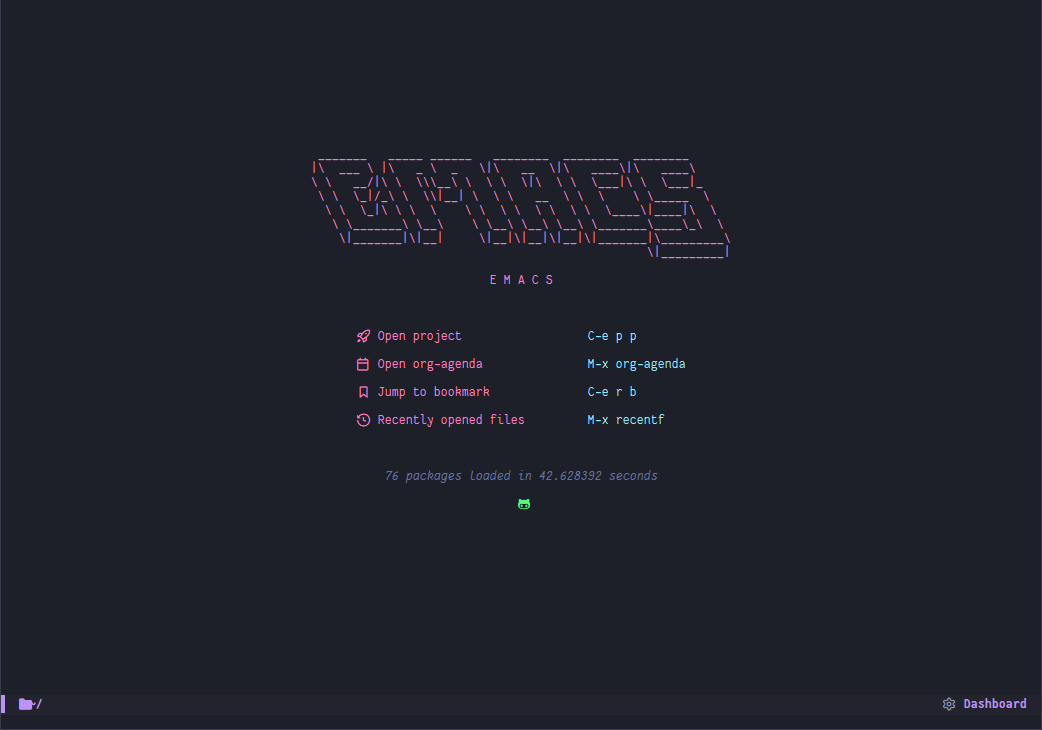 EMACS
E M A C S
Open project C-e p p
Open org-agenda M-x org-agenda
Jump to bookmark C-e r b
Recently opened files M-x recentf
76 packages loaded in 42.628392 seconds
~/
Dashboard